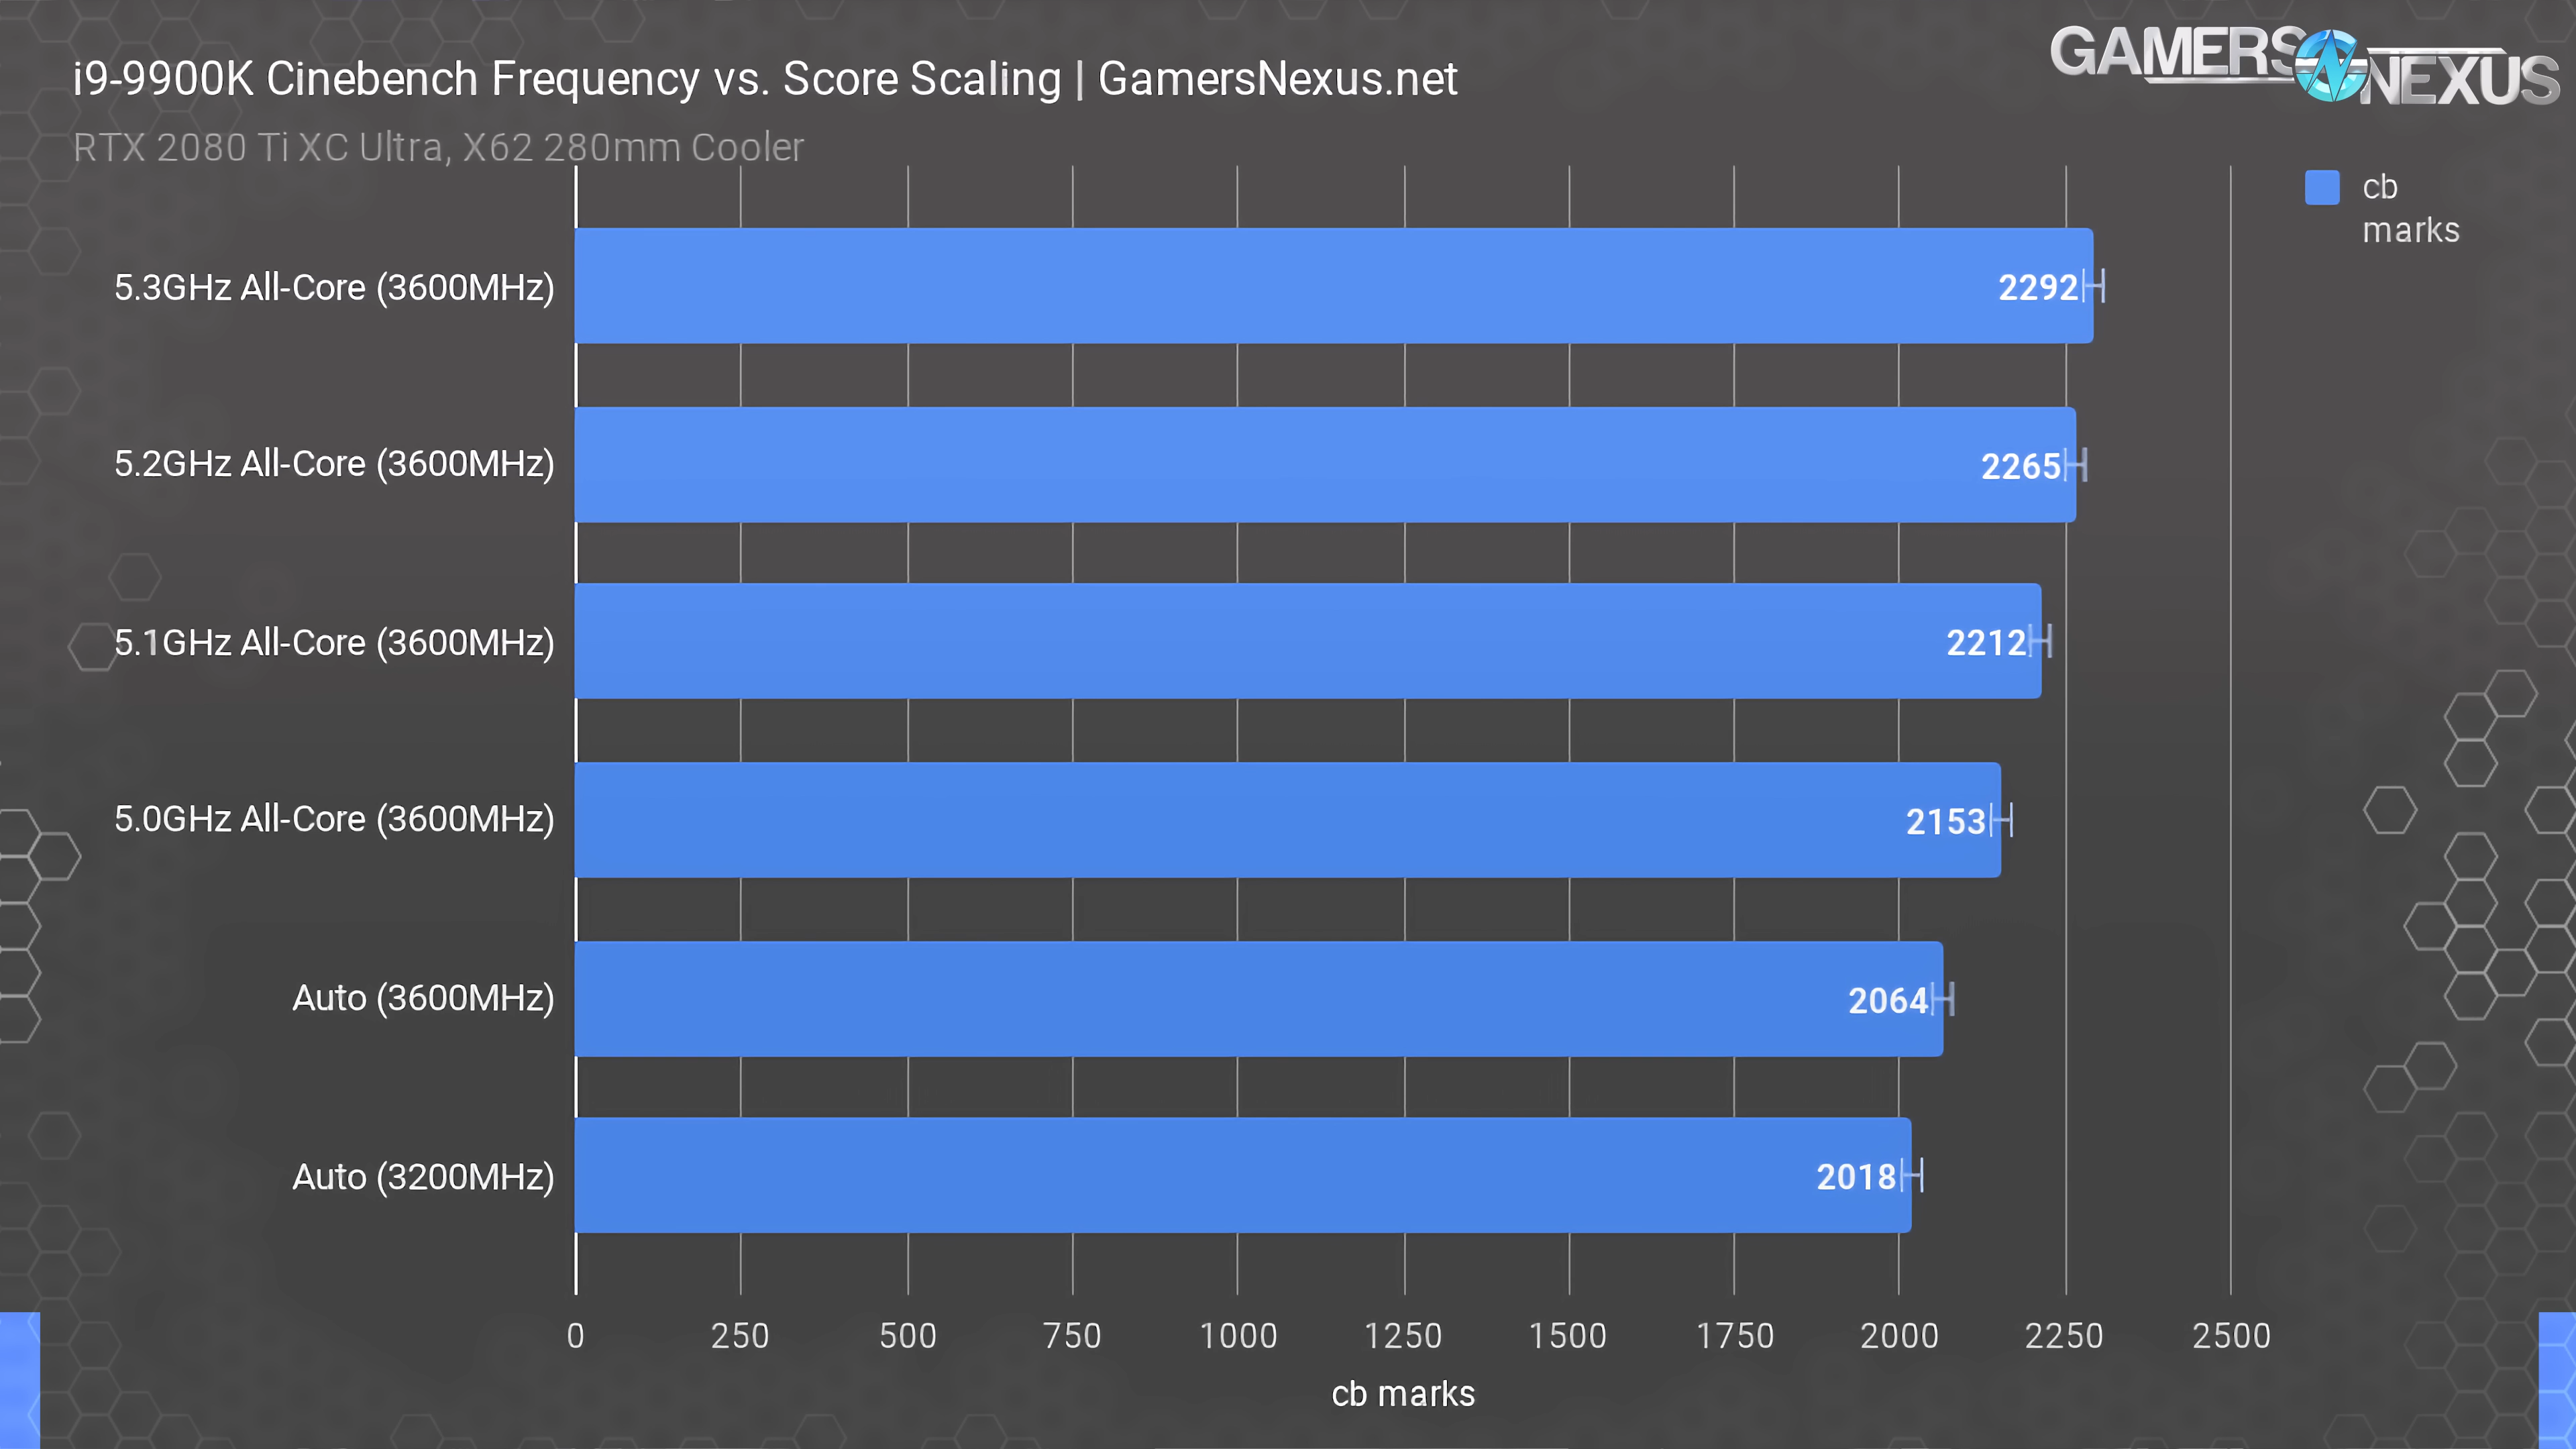 i9-9900K Cinebench Frequency vs. Score Scaling | GamersNexus.net
GAMERS NEXUS
RTX 2080 Ti XC Ultra, X62 280mm Cooler
cb
marks
5.3GHz All-Core (3600MHz) 2292
5.2GHz All-Core (3600MHz) 2265
5.1GHz All-Core (3600MHz) 2212
5.0GHz All-Core (3600MHz) 2153
Auto (3600MHz) 2064
Auto (3200MHz) 2018
0 250 500 750 1000 1250 1500 1750 2000 2250 2500
cb marks